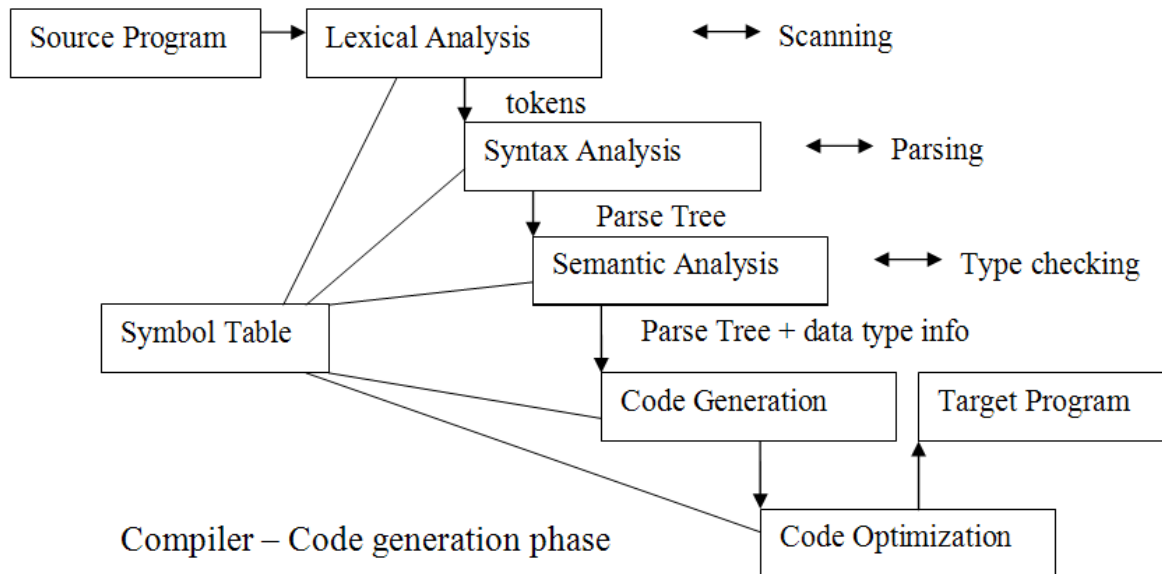 Source Program
Lexical Analysis
Scanning
tokens
Syntax Analysis
Parsing
Parse Tree
Semantic Analysis
Type checking
Symbol Table
Parse Tree + data type info
Code Generation
Target Program
Compiler – Code generation phase
Code Optimization